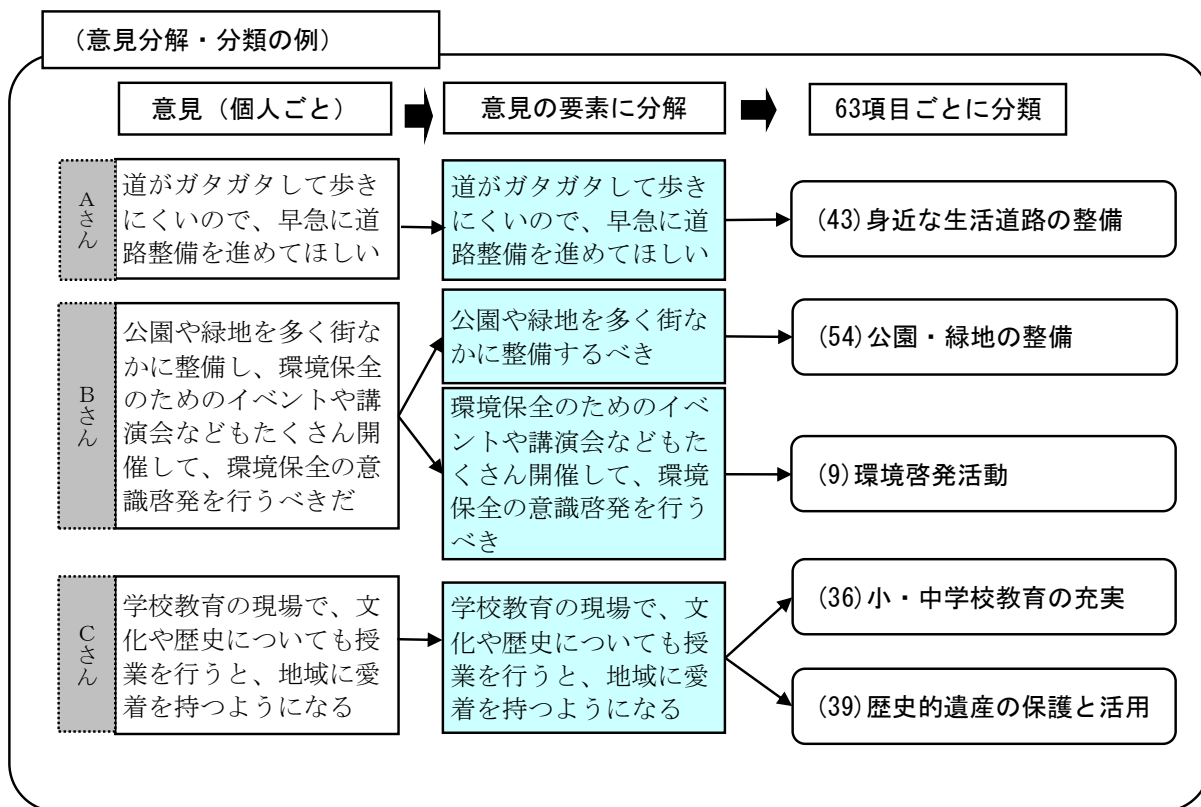 (意見分解・分類の例)
意見(個人ごと)
意見の要素に分解
63項目ごとに分類
Aさん
道がガタガタして歩き
にくいので、早急に道
路整備を進めてほしい
道がガタガタして歩き
にくいので、早急に道
路整備を進めてほしい
(43)身近な生活道路の整備
Bさん
公園や緑地を多く街な
かに整備し、環境保全
のためのイベントや講
演会などもたくさん開
催して、環境保全の意
識啓発を行うべきだ
公園や緑地を多く街な
かに整備するべき
(54)公園・緑地の整備
環境保全のためのイベ
ントや講演会などもた
くさん開催して、環境
保全の意識啓発を行う
べき
(9)環境啓発活動
Cさん
学校教育の現場で、文
化や歴史についても授
業を行うと、地域に愛
着を持つようになる
学校教育の現場で、文
化や歴史についても授
業を行うと、地域に愛
着を持つようになる
(36)小・中学校教育の充実
(39)歴史的遺産の保護と活用